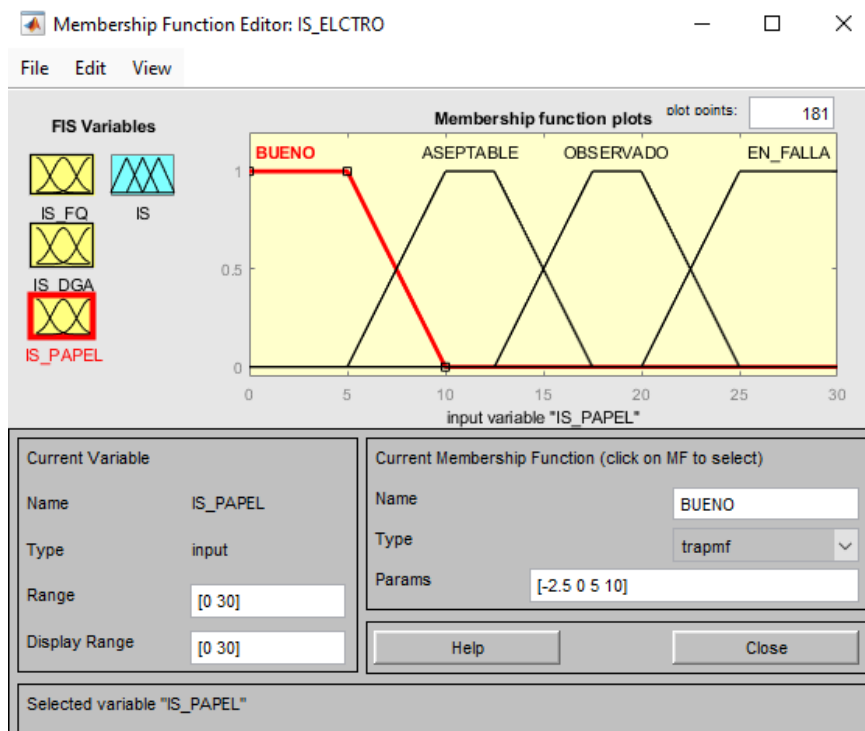 Membership Function Editor: IS_ELCTRO
File Edit View
FIS Variables
IS_FQ IS
IS_DGA
IS_PAPEL
Membership function plots plot points: 181
BUENO ASEPTABLE OBSERVADO EN_FALLA
1
0.5
0
0 5 10 15 20 25 30
input variable "IS_PAPEL"
Current Variable
Name IS_PAPEL
Type input
Range [0 30]
Display Range [0 30]
Current Membership Function (click on MF to select)
Name BUENO
Type trapmf
Params [-2.5 0 5 10]
Help Close
Selected variable "IS_PAPEL"